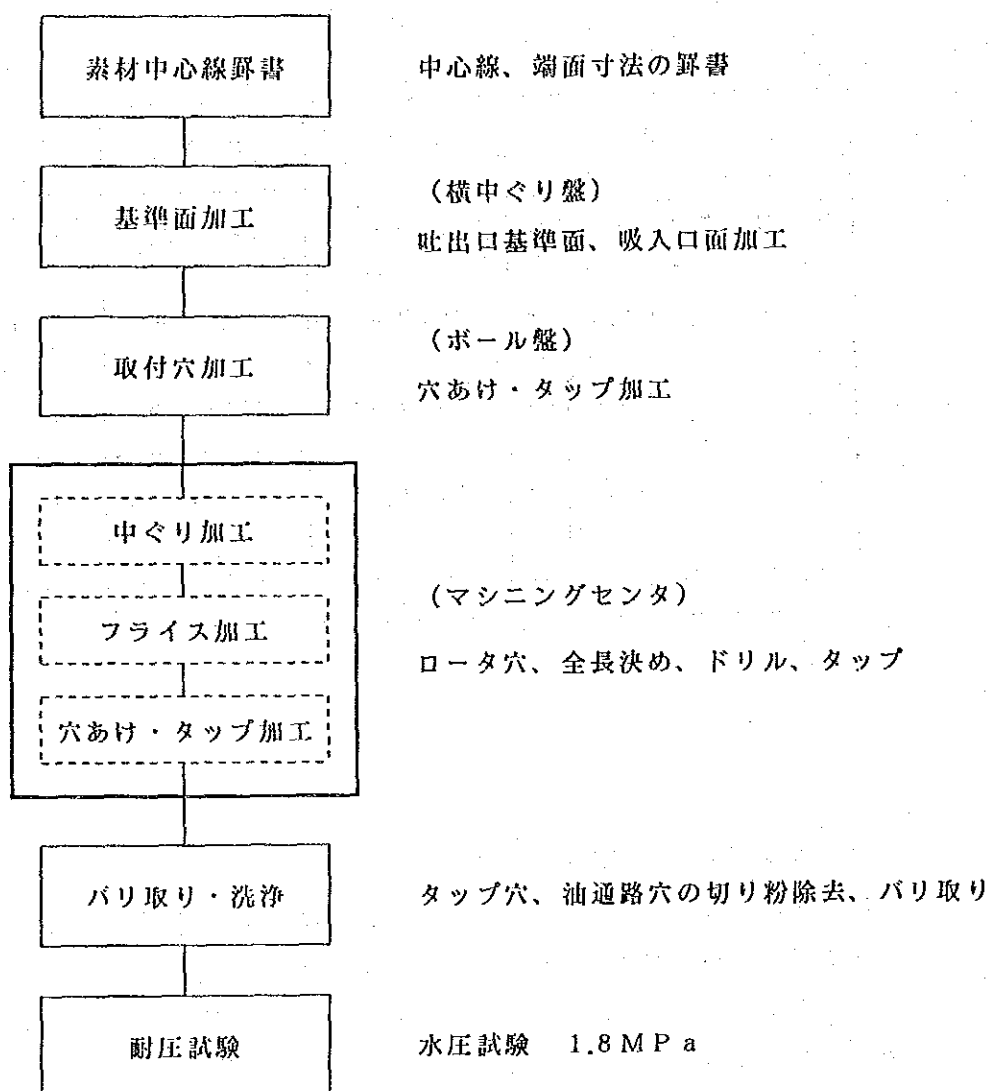 素材中心線罫書
中心線、端面寸法の罫書
基準面加工
(横中ぐり盤)
吐出口基準面、吸入口面加工
取付穴加工
(ボール盤)
穴あけ・タップ加工
中ぐり加工
フライス加工
穴あけ・タップ加工
(マシニングセンタ)
ロータ穴、全長決め、ドリル、タップ
バリ取り・洗浄
タップ穴、油通路穴の切り粉除去、バリ取り
耐圧試験
水圧試験 1.8MPa